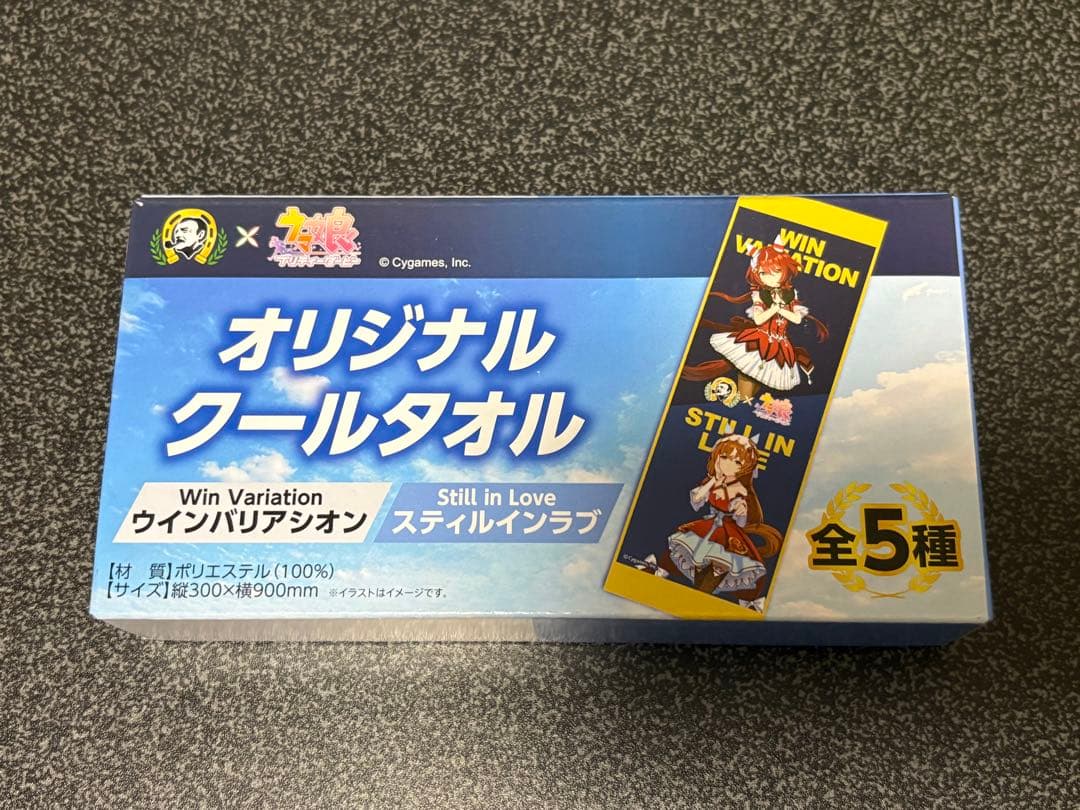 ×
ウマ娘
プリティーダービー
© Cygames, Inc.
オリジナル
クールタオル
Win Variation
ウインバリアシオン
Still in Love
スティルインラブ
【材 質】ポリエステル(100%)
【サイズ】縦300×横900mm ※イラストはイメージです。
WIN
VARIATION
×
STILL IN
LOVE
全5種